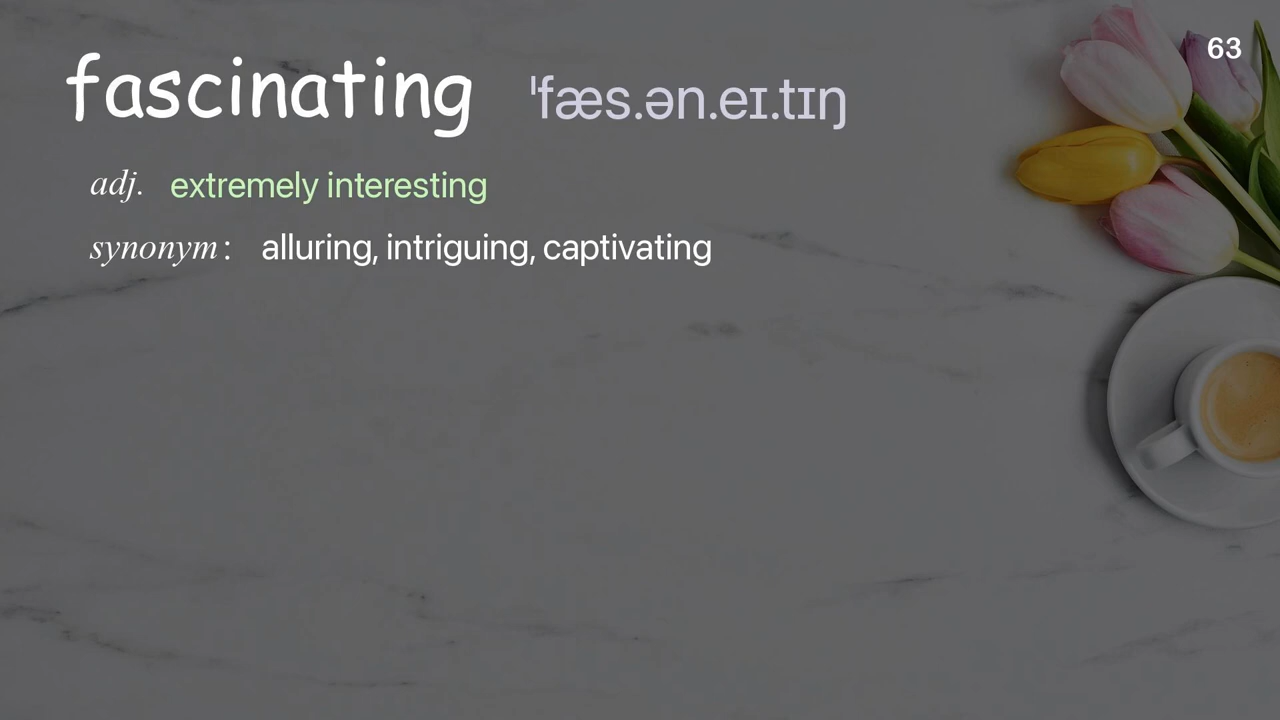 63
fascinating ˈfæs.ən.eɪ.tɪŋ
adj. extremely interesting
synonym: alluring, intriguing, captivating